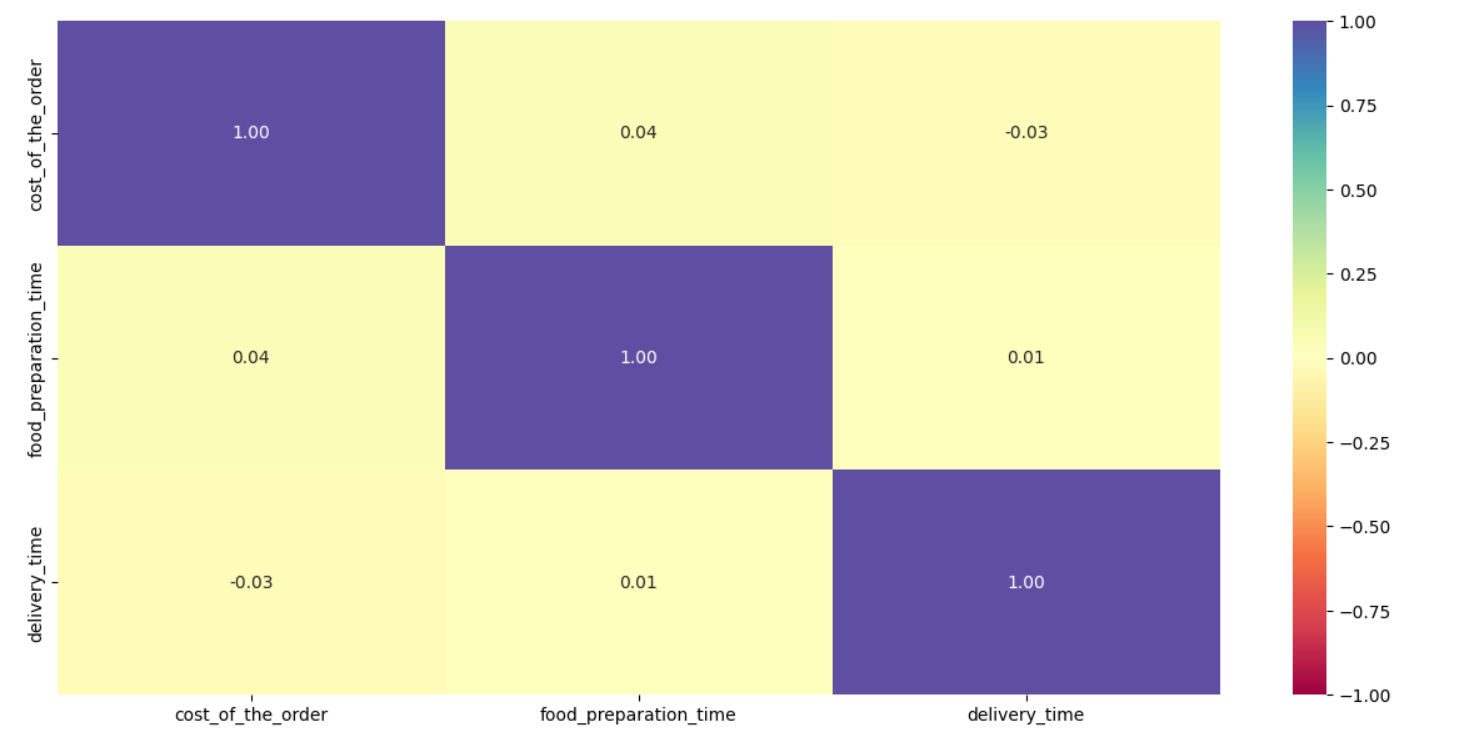 cost_of_the_order
1.00 0.04 -0.03
food_preparation_time
0.04 1.00 0.01
delivery_time
-0.03 0.01 1.00
cost_of_the_order food_preparation_time delivery_time
1.00
0.75
0.50
0.25
0.00
−0.25
−0.50
−0.75
−1.00